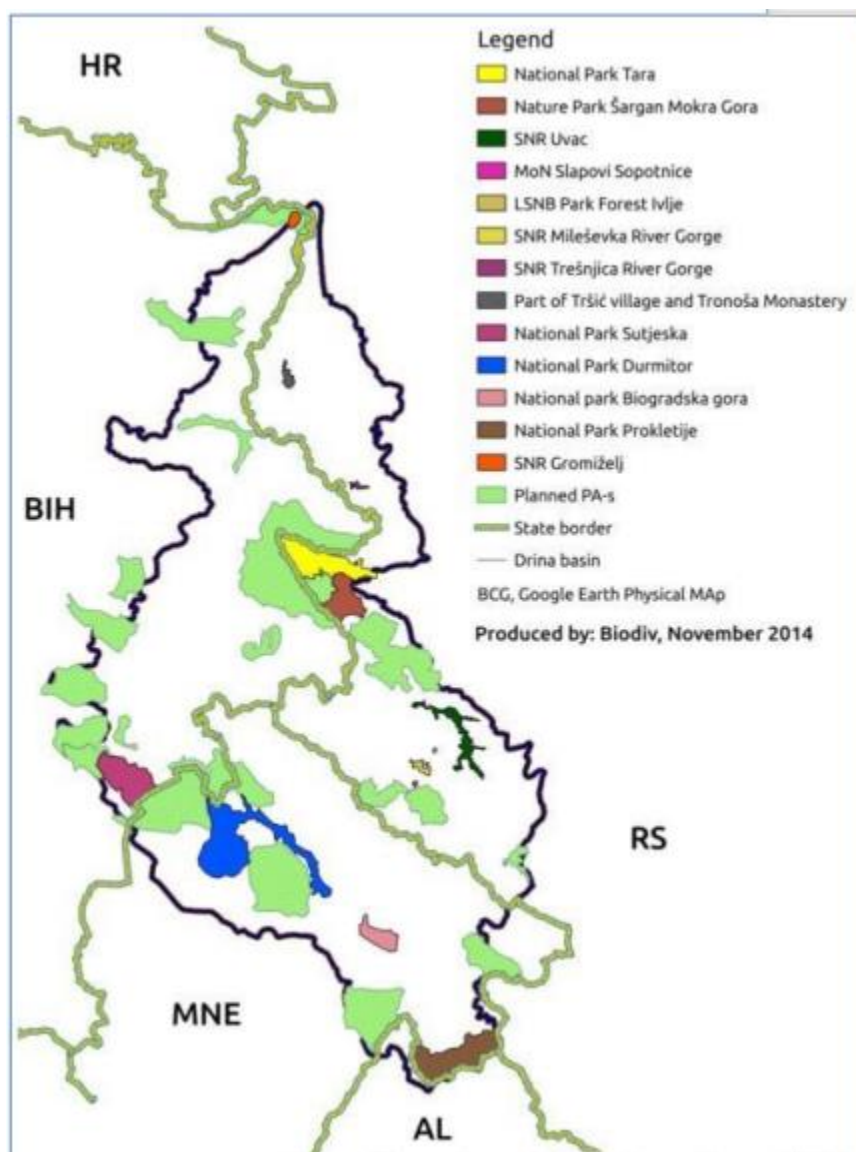 HR
BIH
MNE
AL
RS
Legend
National Park Tara
Nature Park Šargan Mokra Gora
SNR Uvac
MoN Slapovi Sopotnice
LSNB Park Forest Ivlje
SNR Mileševka River Gorge
SNR Trešnjica River Gorge
Part of Tršić village and Tronoša Monastery
National Park Sutjeska
National Park Durmitor
National park Biogradska gora
National Park Prokletije
SNR Gromiželj
Planned PA-s
State border
Drina basin
BCG, Google Earth Physical MAp
Produced by: Biodiv, November 2014